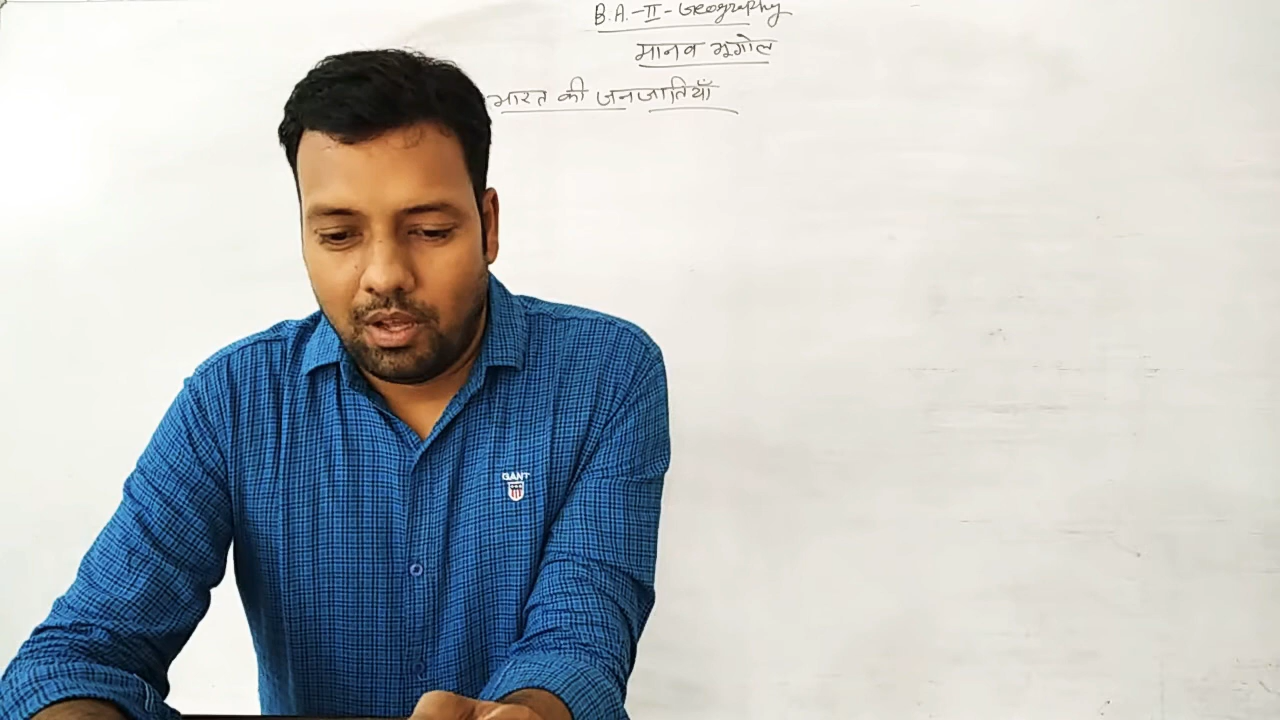 B.A.-II-Geography
मानव भूगोल
भारत की जनजातियाँ
GANT